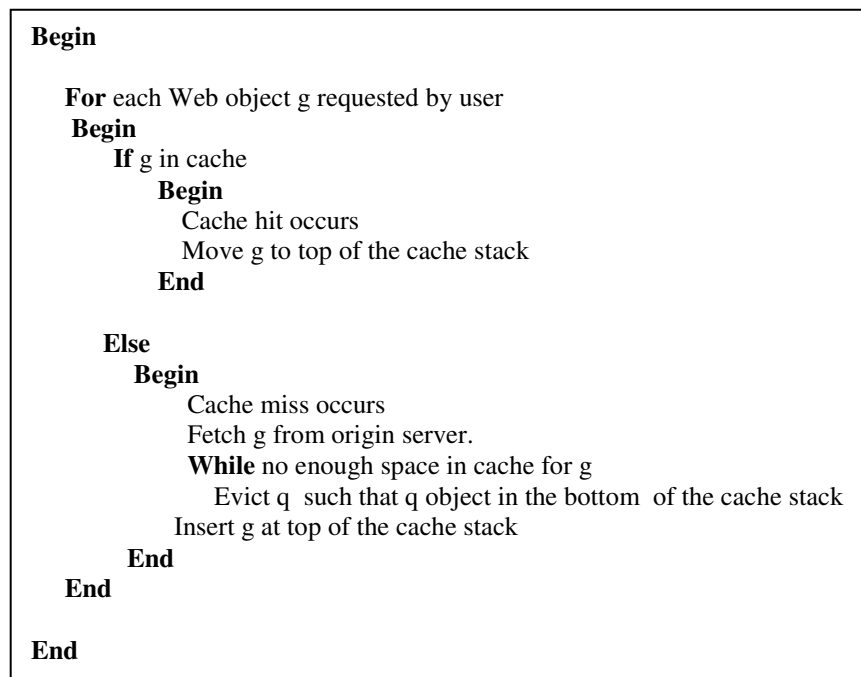 Begin
For each Web object g requested by user
Begin
If g in cache
Begin
Cache hit occurs
Move g to top of the cache stack
End
Else
Begin
Cache miss occurs
Fetch g from origin server.
While no enough space in cache for g
Evict q such that q object in the bottom of the cache stack
Insert g at top of the cache stack
End
End
End